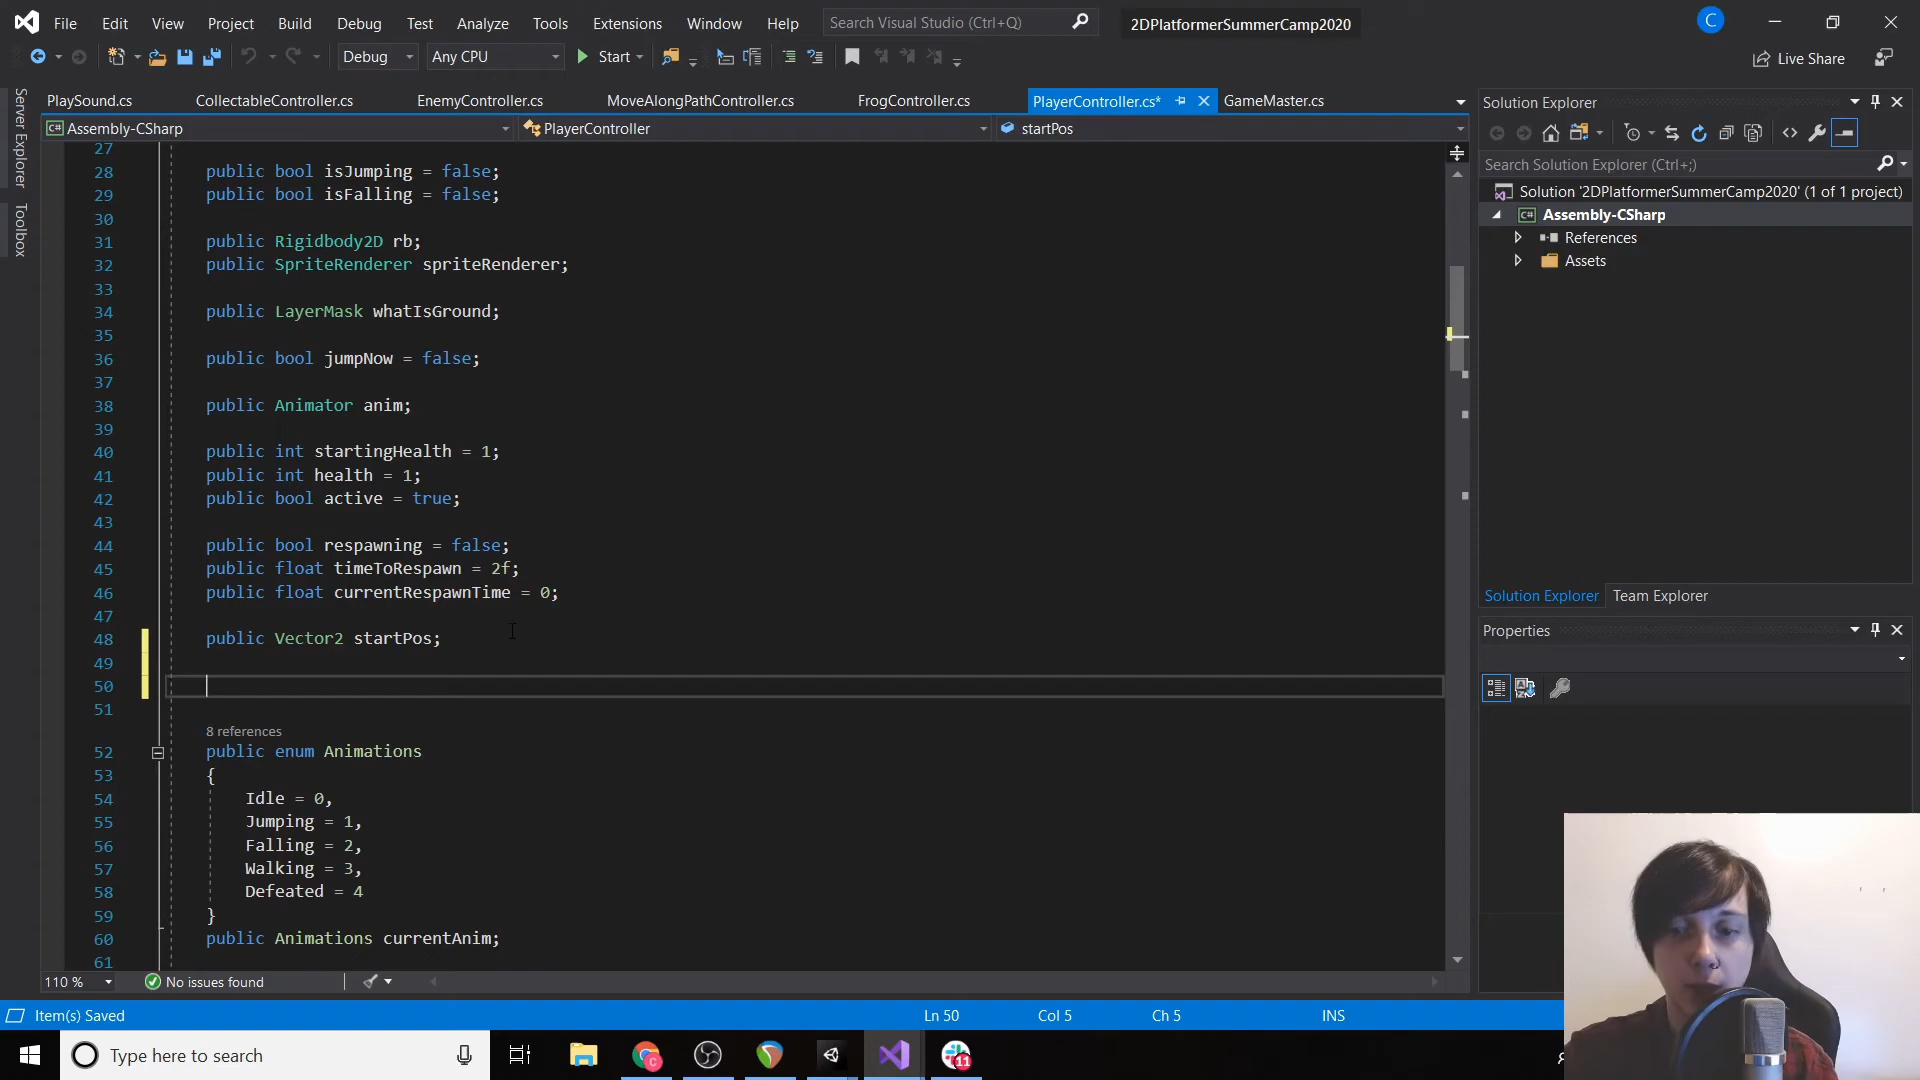 File Edit View Project Build Debug Test Analyze Tools Extensions Window Help Search Visual Studio (Ctrl+Q) 2DPlatformerSummerCamp2020 C
Debug Any CPU Start Live Share
Server Explorer
Toolbox
PlaySound.cs CollectableController.cs EnemyController.cs MoveAlongPathController.cs FrogController.cs PlayerController.cs* GameMaster.cs
C# Assembly-CSharp PlayerController startPos
27
28 public bool isJumping = false;
29 public bool isFalling = false;
30
31 public Rigidbody2D rb;
32 public SpriteRenderer spriteRenderer;
33
34 public LayerMask whatIsGround;
35
36 public bool jumpNow = false;
37
38 public Animator anim;
39
40 public int startingHealth = 1;
41 public int health = 1;
42 public bool active = true;
43
44 public bool respawning = false;
45 public float timeToRespawn = 2f;
46 public float currentRespawnTime = 0;
47
48 public Vector2 startPos;
49
50
51
8 references
52 public enum Animations
53 {
54 Idle = 0,
55 Jumping = 1,
56 Falling = 2,
57 Walking = 3,
58 Defeated = 4
59 }
60 public Animations currentAnim;
61
110 % No issues found
Solution Explorer
Search Solution Explorer (Ctrl+;)
Solution '2DPlatformerSummerCamp2020' (1 of 1 project)
C# Assembly-CSharp
References
Assets
Solution Explorer Team Explorer
Properties
Item(s) Saved Ln 50 Col 5 Ch 5 INS
Type here to search 11